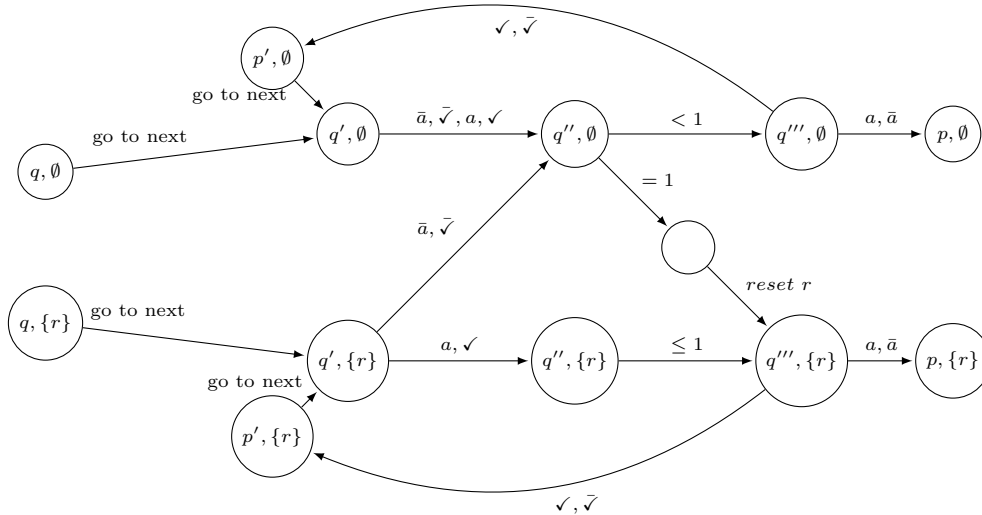 ✓, ✓̄
p′, ∅
go to next
go to next
q′, ∅
ā, ✓̄, a, ✓
q′′, ∅
< 1
q′′′, ∅
a, ā
p, ∅
q, ∅
= 1
ā, ✓̄
reset r
q, {r}
go to next
q′, {r}
a, ✓
q′′, {r}
≤ 1
q′′′, {r}
a, ā
p, {r}
go to next
p′, {r}
✓, ✓̄